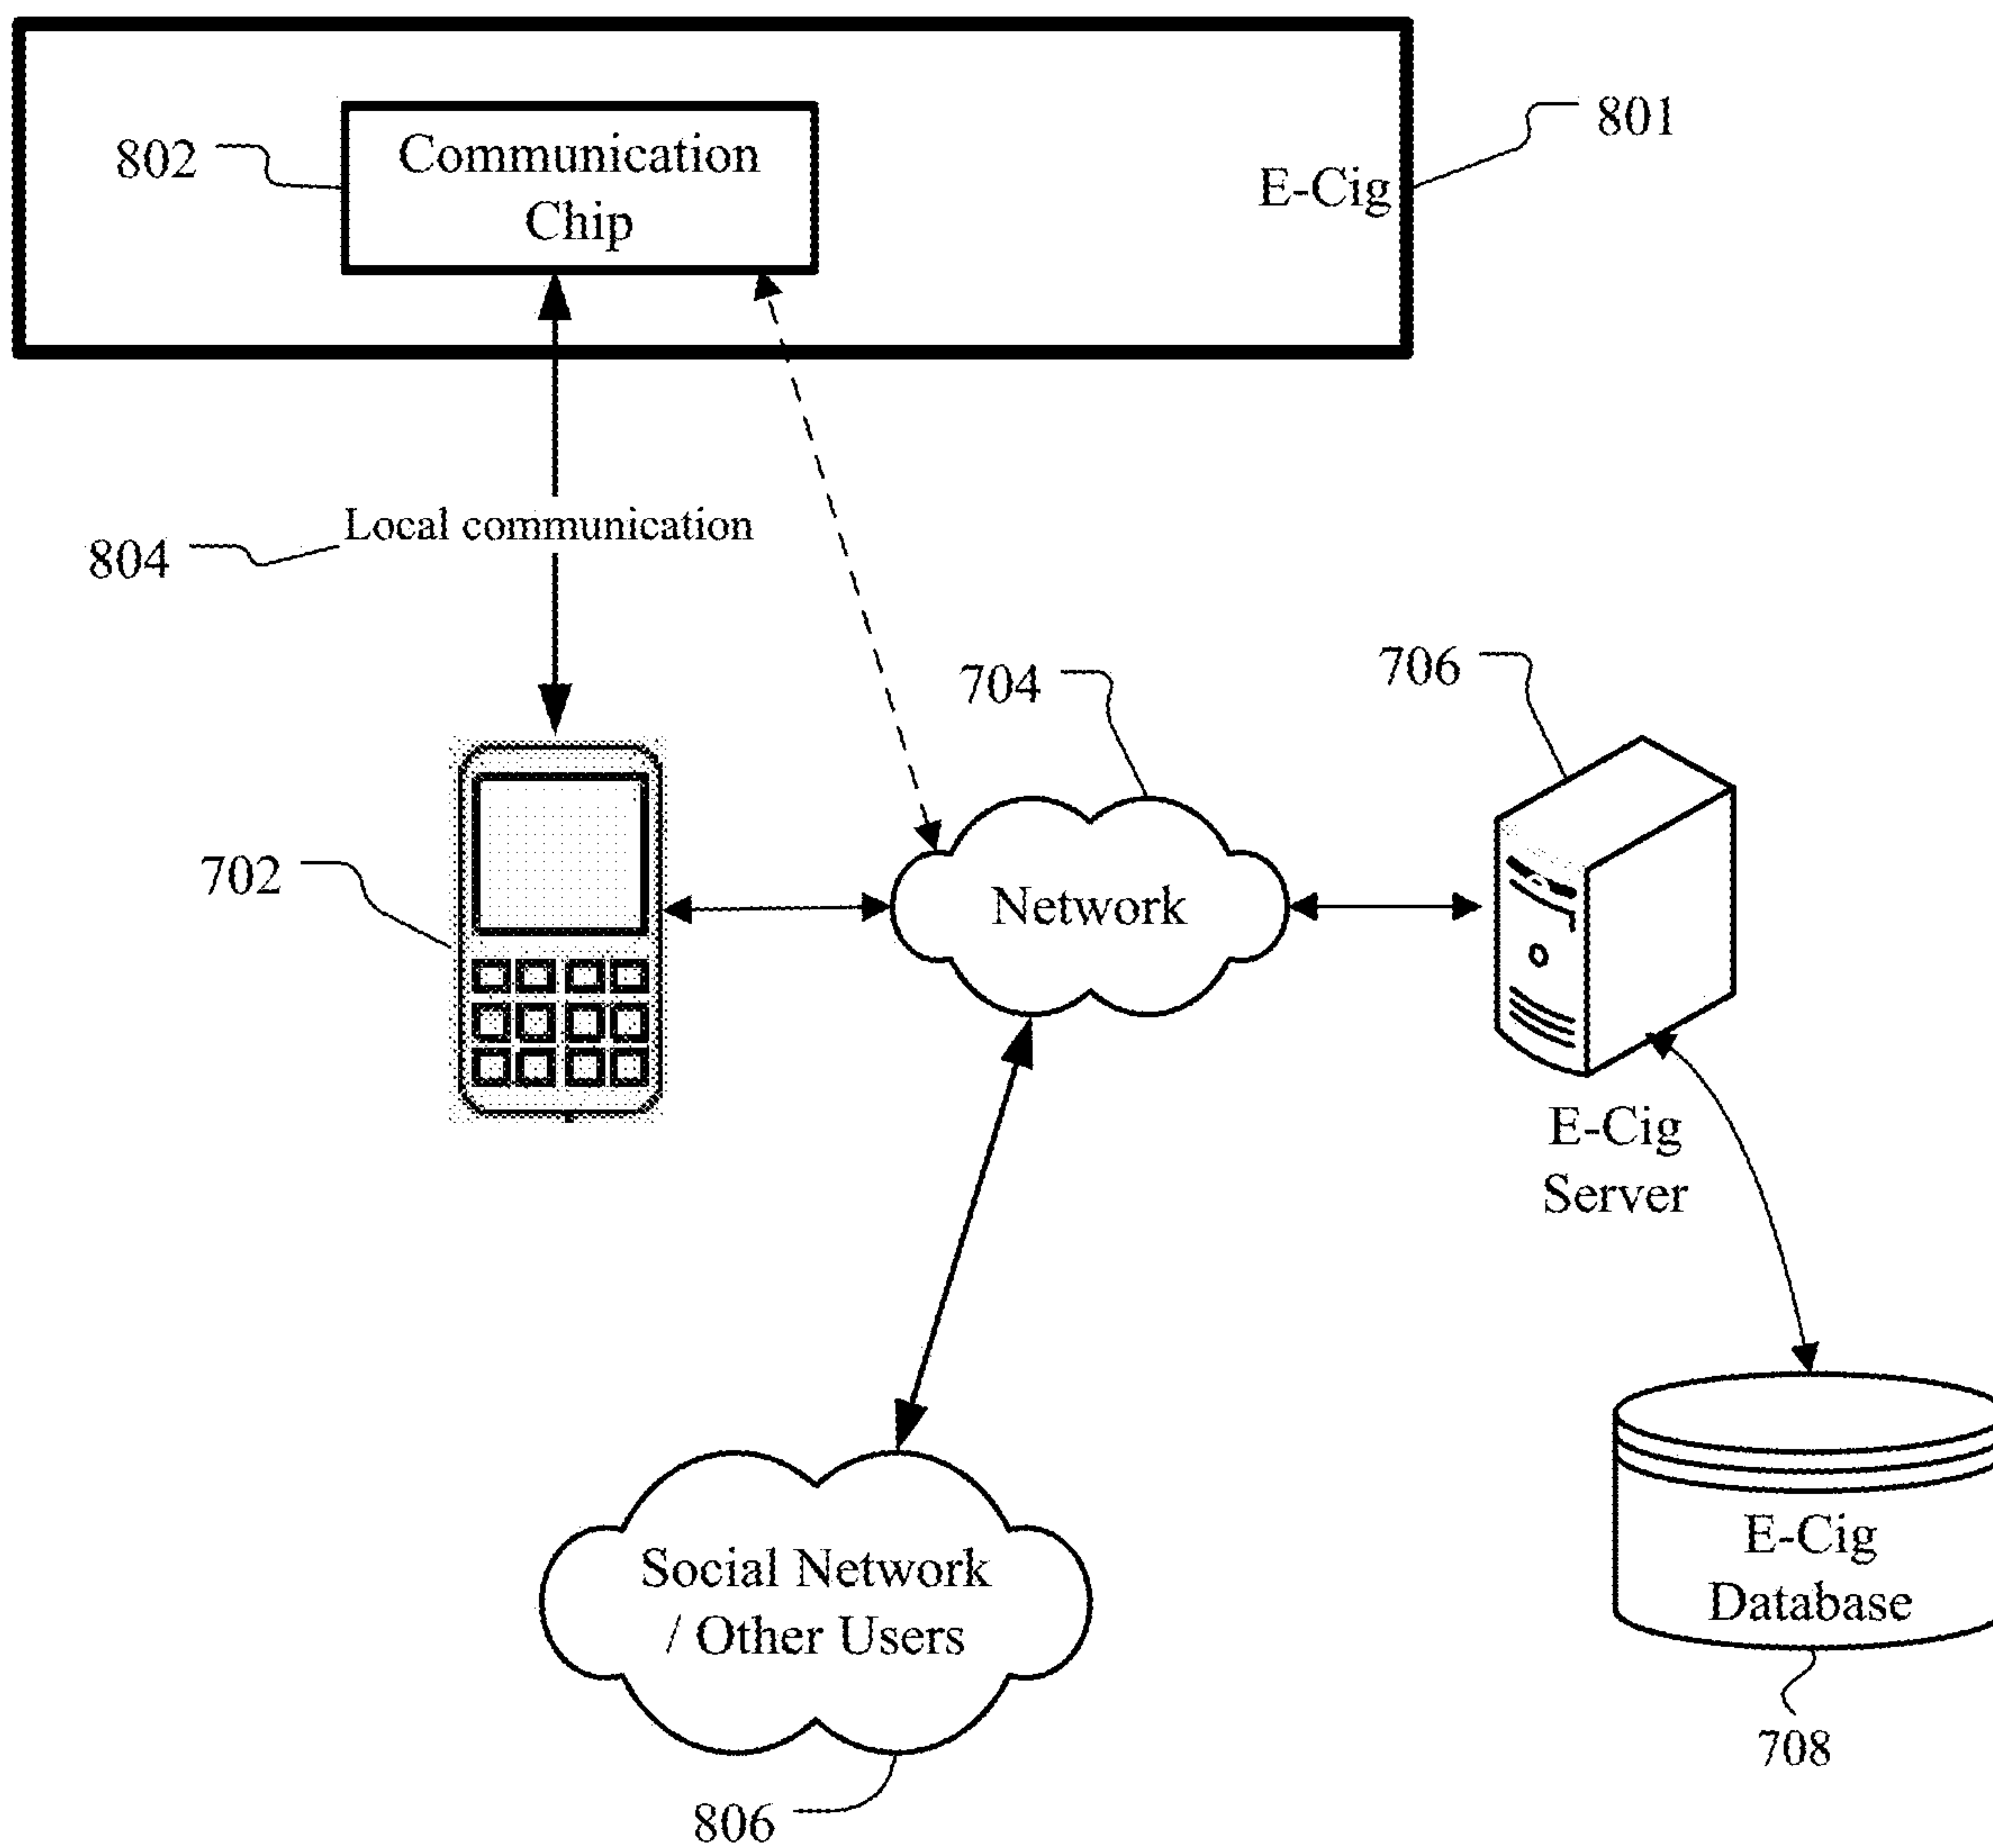 801
802
Communication
Chip
E-Cig
804
Local communication
704
706
702
Network
E-Cig
Server
Social Network
/ Other Users
E-Cig
Database
708
806